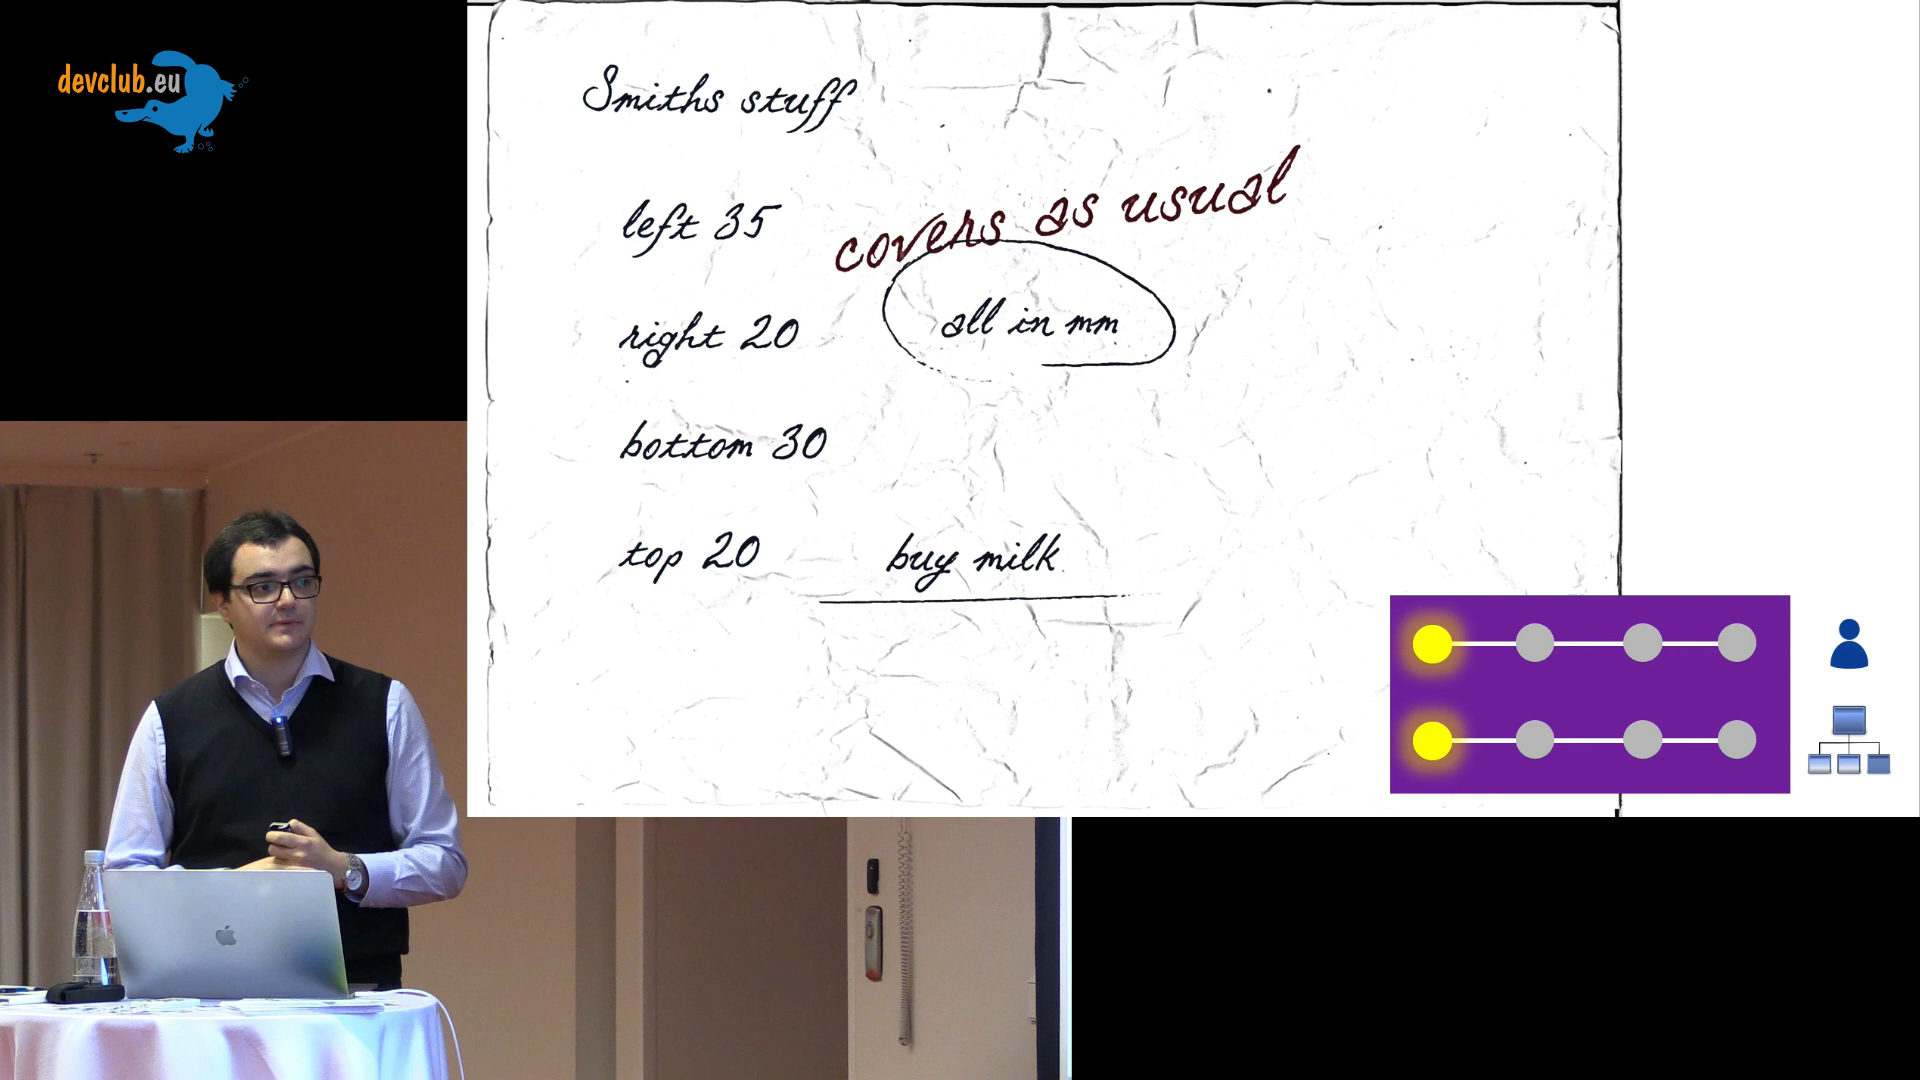 devclub.eu
Smiths stuff
covers as usual
left 35
all in mm
right 20
bottom 30
top 20
buy milk